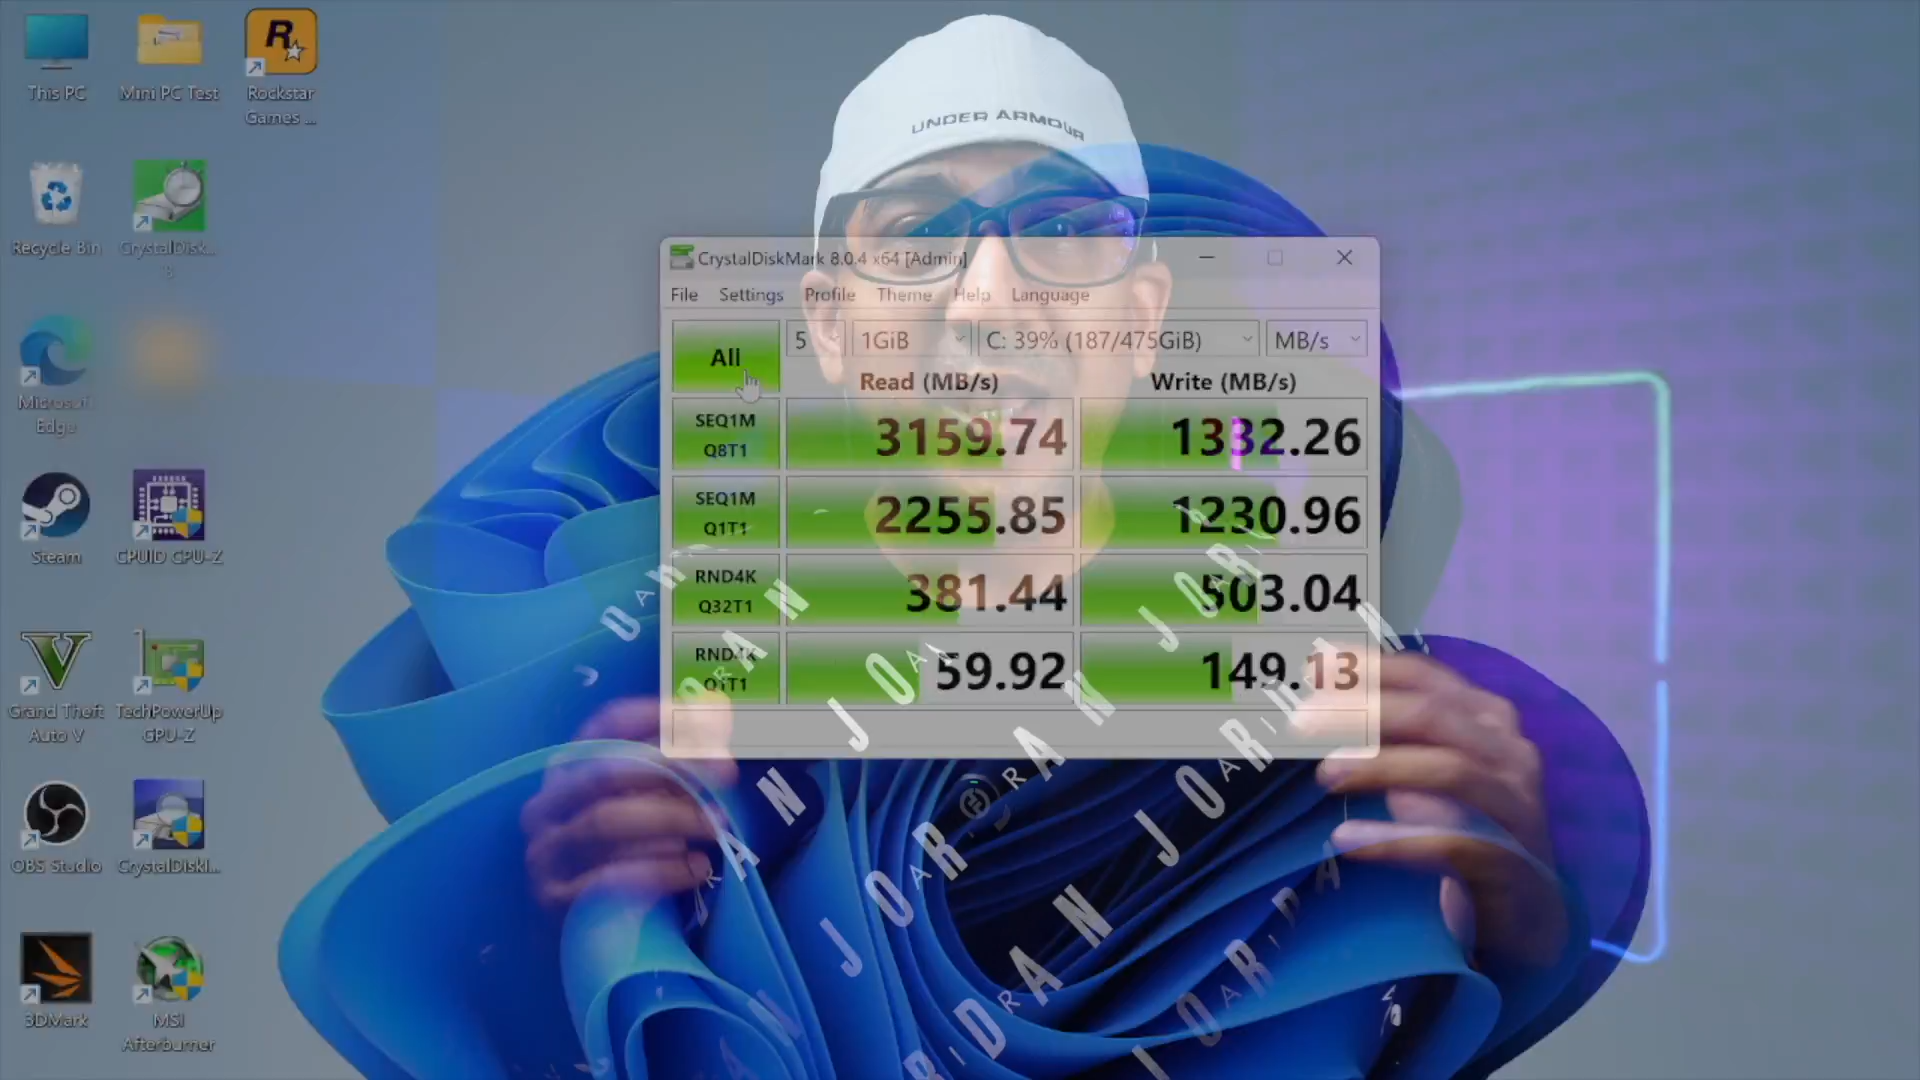 This PC
Mini PC Test
Rockstar
Games ...
Recycle Bin
CrystalDisk...
8
Microsoft
Edge
Steam
CPUID CPU-Z
Grand Theft
Auto V
TechPowerUp
GPU-Z
OBS Studio
CrystalDiskI...
3DMark
MSI
Afterburner
UNDER ARMOUR
CrystalDiskMark 8.0.4 x64 [Admin]
File Settings Profile Theme Help Language
All
5
1GiB
C: 39% (187/475GiB)
MB/s
Read (MB/s)
Write (MB/s)
SEQ1M
Q8T1
3159.74
1332.26
SEQ1M
Q1T1
2255.85
1230.96
RND4K
Q32T1
381.44
503.04
RND4K
Q1T1
59.92
149.13